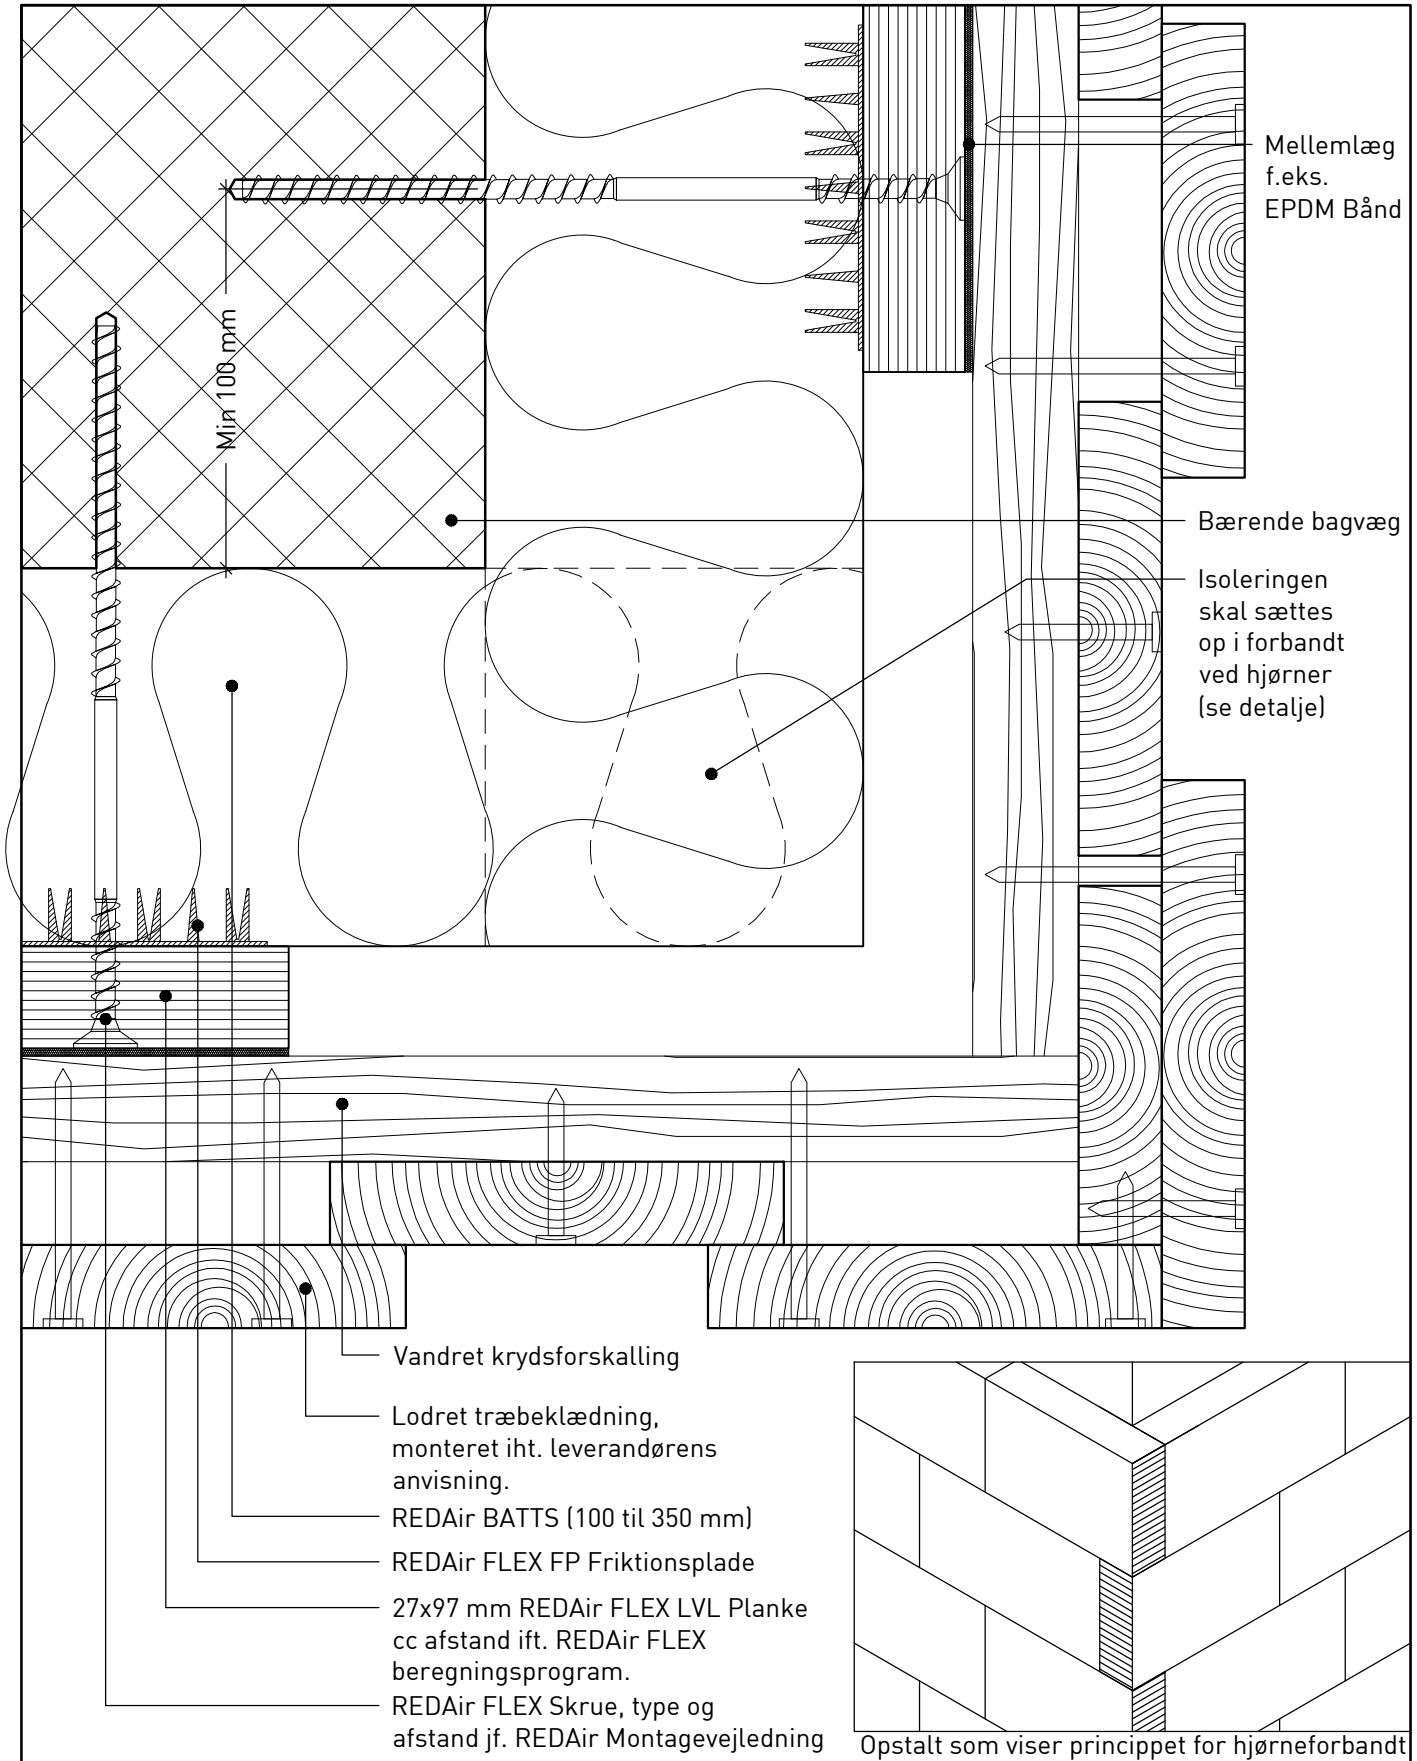 Mellemlæg
f.eks.
EPDM Bånd
Min 100 mm
Bærende bagvæg
Isoleringen
skal sættes
op i forbandt
ved hjørner
(se detalje)
Vandret krydsforskalling
Lodret træbeklædning,
monteret iht. leverandørens
anvisning.
REDAir BATTS (100 til 350 mm)
REDAir FLEX FP Friktionsplade
27x97 mm REDAir FLEX LVL Planke
cc afstand ift. REDAir FLEX
beregningsprogram.
REDAir FLEX Skrue, type og
afstand jf. REDAir Montagevejledning
Opstalt som viser princippet for hjørneforbandt